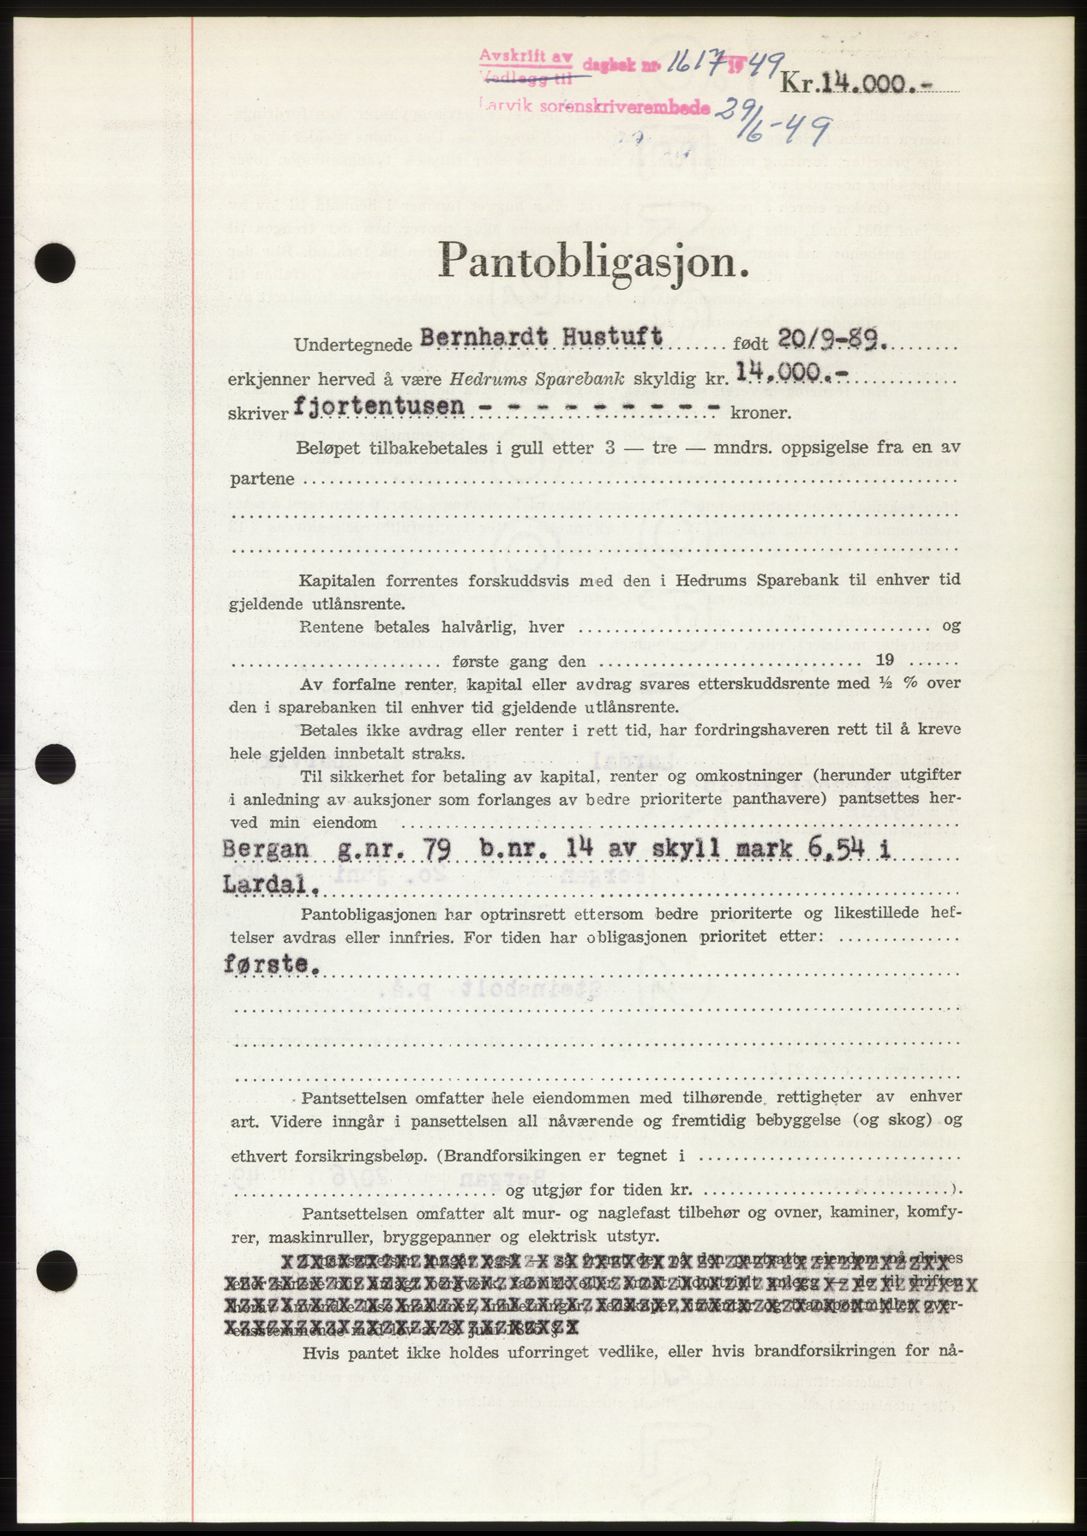 Avskrift av
Vedlegg til
dagbok nr. 1617 1949
Larvik sorenskriverembede 29/6-49
Kr. 14.000.-
Pantobligasjon.
Undertegnede Bernhardt Hustuft født 20/9-89.
erkjenner herved å være Hedrums Sparebank skyldig kr. 14.000.-
skriver fjortentusen - - - - - - - - - kroner.
Beløpet tilbakebetales i gull etter 3 — tre — mndrs. oppsigelse fra en av
partene
Kapitalen forrentes forskuddsvis med den i Hedrums Sparebank til enhver tid
gjeldende utlånsrente.
Rentene betales halvårlig, hver og
første gang den 19
Av forfalne renter, kapital eller avdrag svares etterskuddsrente med ½ % over
den i sparebanken til enhver tid gjeldende utlånsrente.
Betales ikke avdrag eller renter i rett tid, har fordringshaveren rett til å kreve
hele gjelden innbetalt straks.
Til sikkerhet for betaling av kapital, renter og omkostninger (herunder utgifter
i anledning av auksjoner som forlanges av bedre prioriterte panthavere) pantsettes her-
ved min eiendom
Bergan g.nr. 79 b.nr. 14 av skyll mark 6,54 i
Lardal.
Pantobligasjonen har optrinsrett ettersom bedre prioriterte og likestillede hef-
telser avdras eller innfries. For tiden har obligasjonen prioritet etter:
første.
Pantsettelsen omfatter hele eiendommen med tilhørende rettigheter av enhver
art. Videre inngår i pansettelsen all nåværende og fremtidig bebyggelse (og skog) og
ethvert forsikringsbeløp. (Brandforsikingen er tegnet i
og utgjør for tiden kr. ).
Pantsettelsen omfatter alt mur- og naglefast tilbehør og ovner, kaminer, komfy-
rer, maskinruller, bryggepanner og elektrisk utstyr.
Hvis pantet ikke holdes uforringet vedlike, eller hvis brandforsikringen for nå-